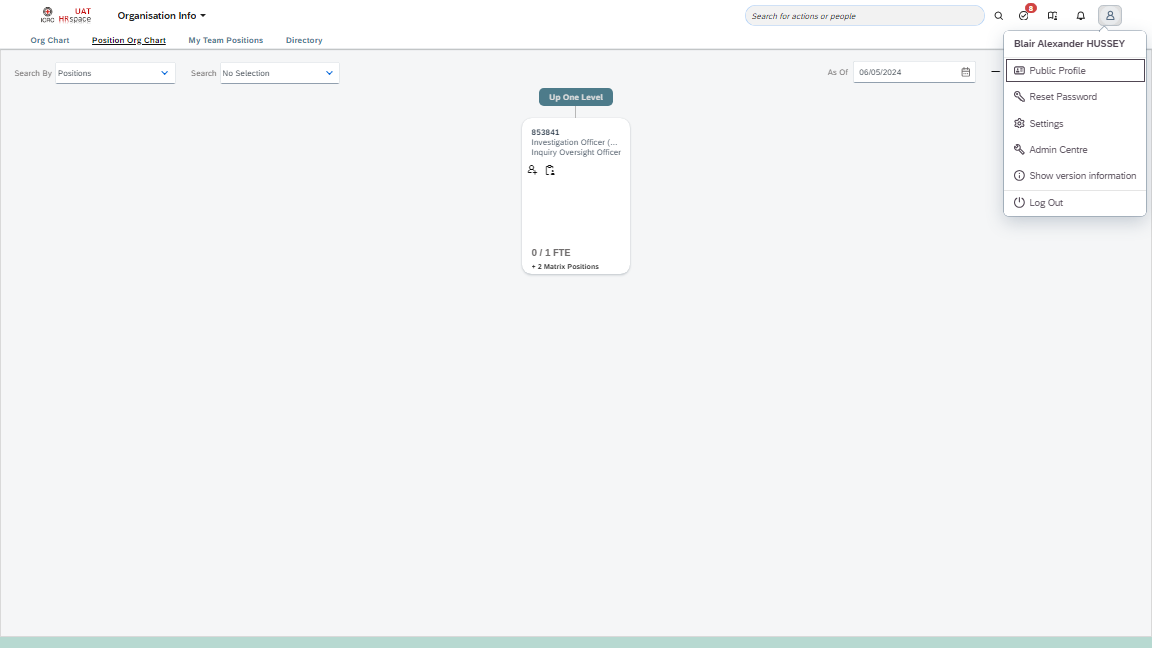 ICRC
UAT
HRspace
Organisation Info
Search for actions or people
8
Org Chart
Position Org Chart
My Team Positions
Directory
Blair Alexander HUSSEY
Public Profile
Reset Password
Settings
Admin Centre
Show version information
Log Out
Search By
Positions
Search
No Selection
As Of
06/05/2024
Up One Level
853841
Investigation Officer (...
Inquiry Oversight Officer
0 / 1 FTE
+ 2 Matrix Positions